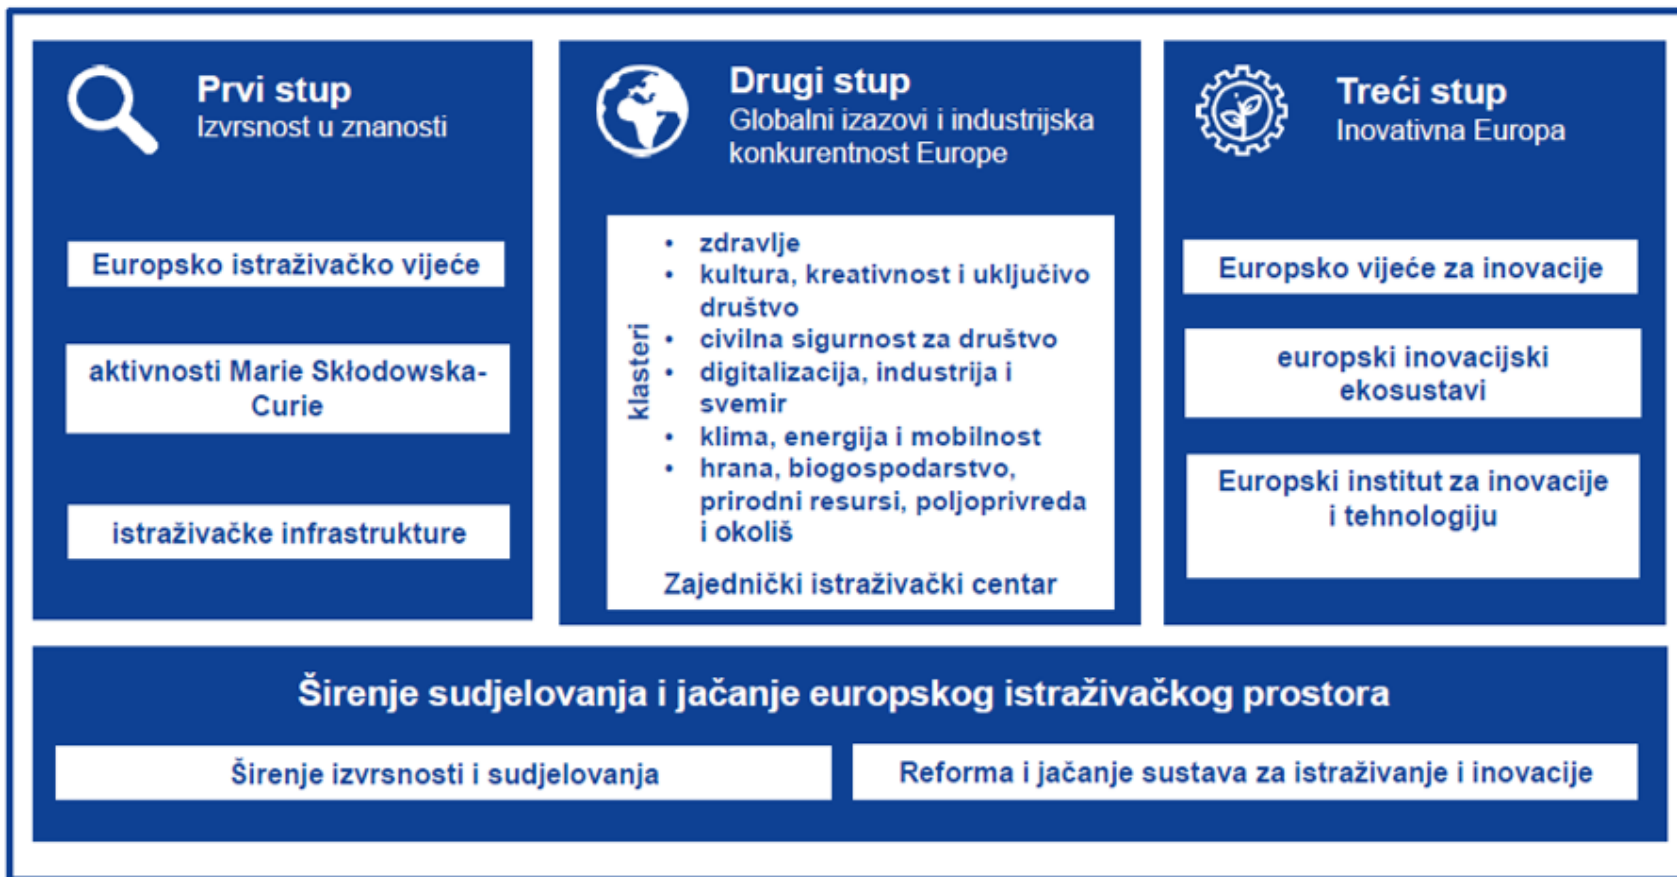 Prvi stup
Izvrsnost u znanosti
Europsko istraživačko vijeće
aktivnosti Marie Skłodowska-
Curie
istraživačke infrastrukture
Drugi stup
Globalni izazovi i industrijska
konkurentnost Europe
klasteri
• zdravlje
• kultura, kreativnost i uključivo
društvo
• civilna sigurnost za društvo
• digitalizacija, industrija i
svemir
• klima, energija i mobilnost
• hrana, biogospodarstvo,
prirodni resursi, poljoprivreda
i okoliš
Zajednički istraživački centar
Treći stup
Inovativna Europa
Europsko vijeće za inovacije
europski inovacijski
ekosustavi
Europski institut za inovacije
i tehnologiju
Širenje sudjelovanja i jačanje europskog istraživačkog prostora
Širenje izvrsnosti i sudjelovanja
Reforma i jačanje sustava za istraživanje i inovacije